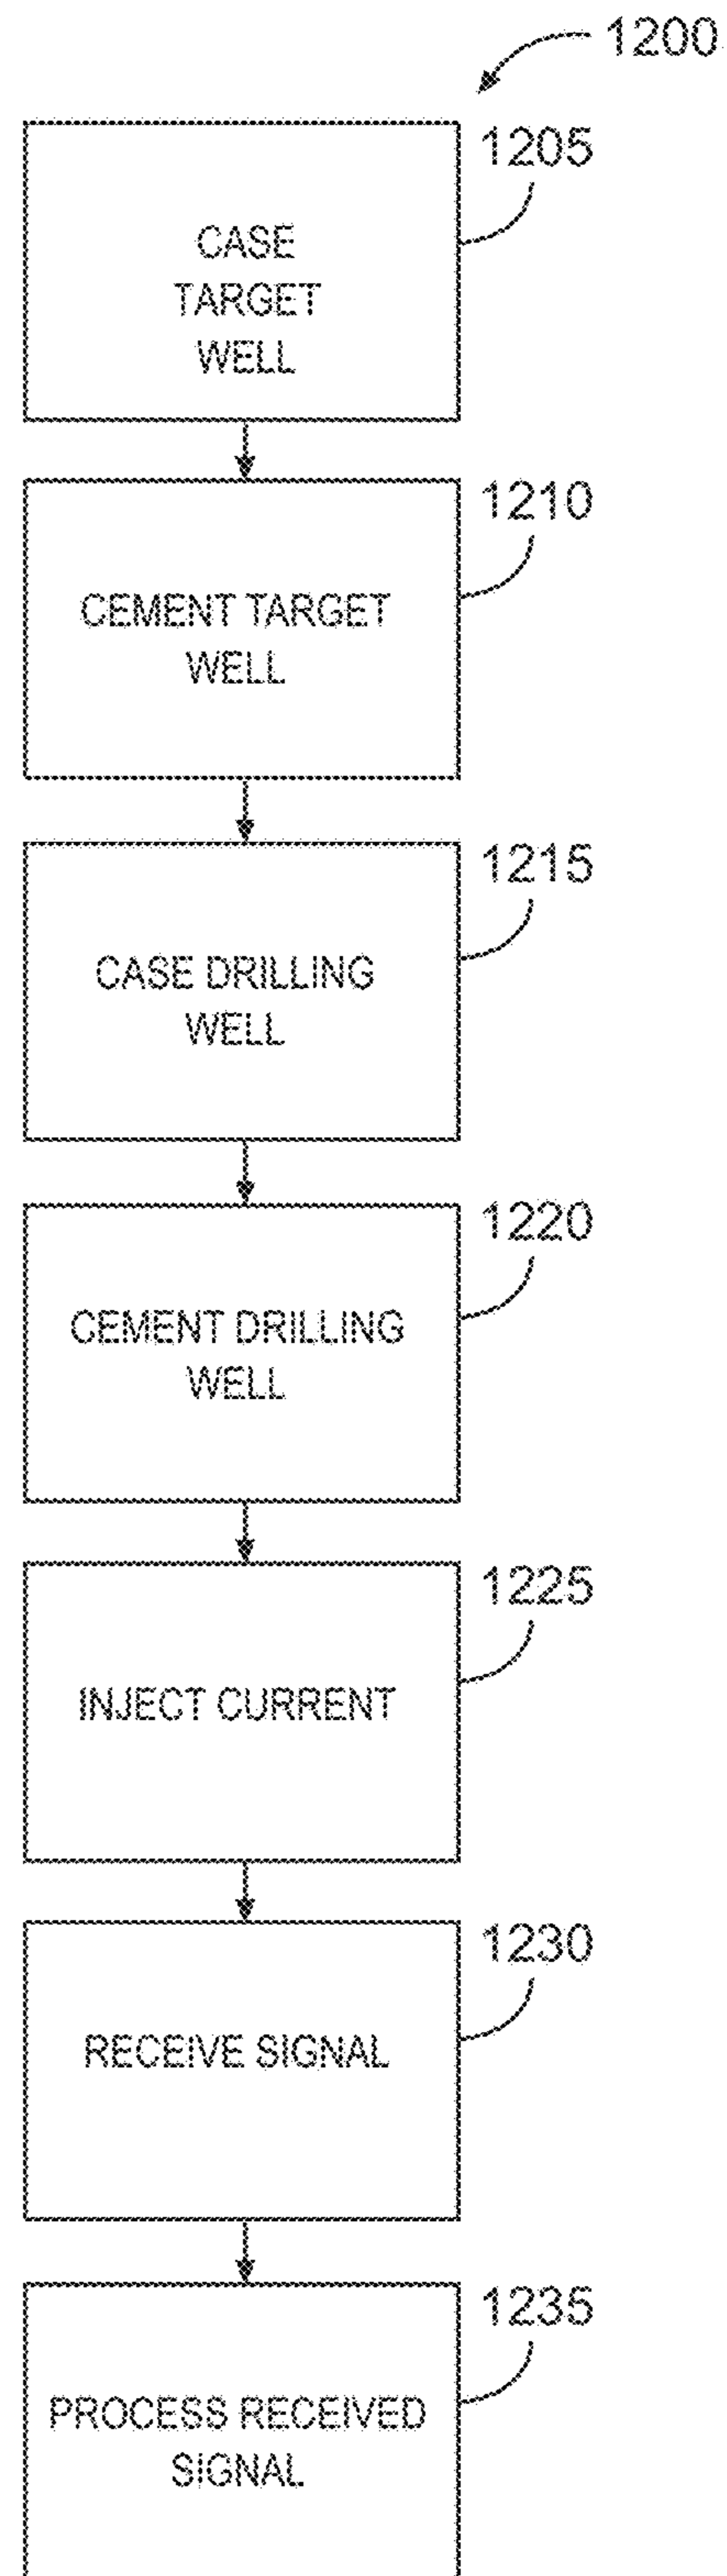 1200
1205
CASE
TARGET
WELL
1210
CEMENT TARGET
WELL
1215
CASE DRILLING
WELL
1220
CEMENT DRILLING
WELL
1225
INJECT CURRENT
1230
RECEIVE SIGNAL
1235
PROCESS RECEIVED
SIGNAL